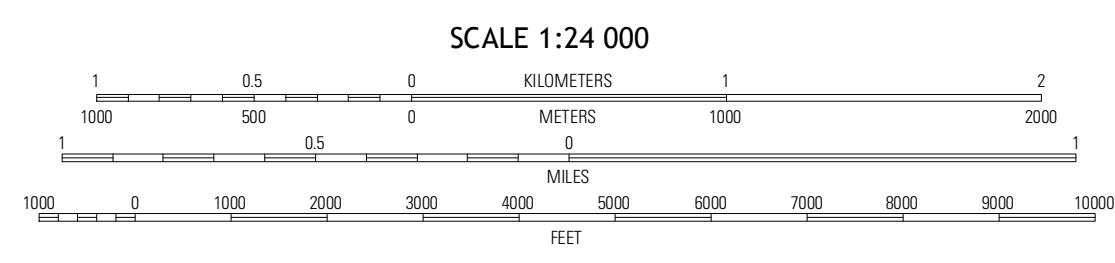 SCALE 1:24 000
1 0.5 0 KILOMETERS 1 2
1000 500 0 METERS 1000 2000
1 0.5 0 1
MILES
1000 0 1000 2000 3000 4000 5000 6000 7000 8000 9000 10000
FEET